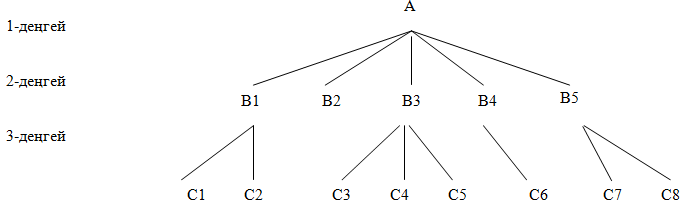 A
1-деңгей
2-деңгей
B1 B2 B3 B4 B5
3-деңгей
C1 C2 C3 C4 C5 C6 C7 C8